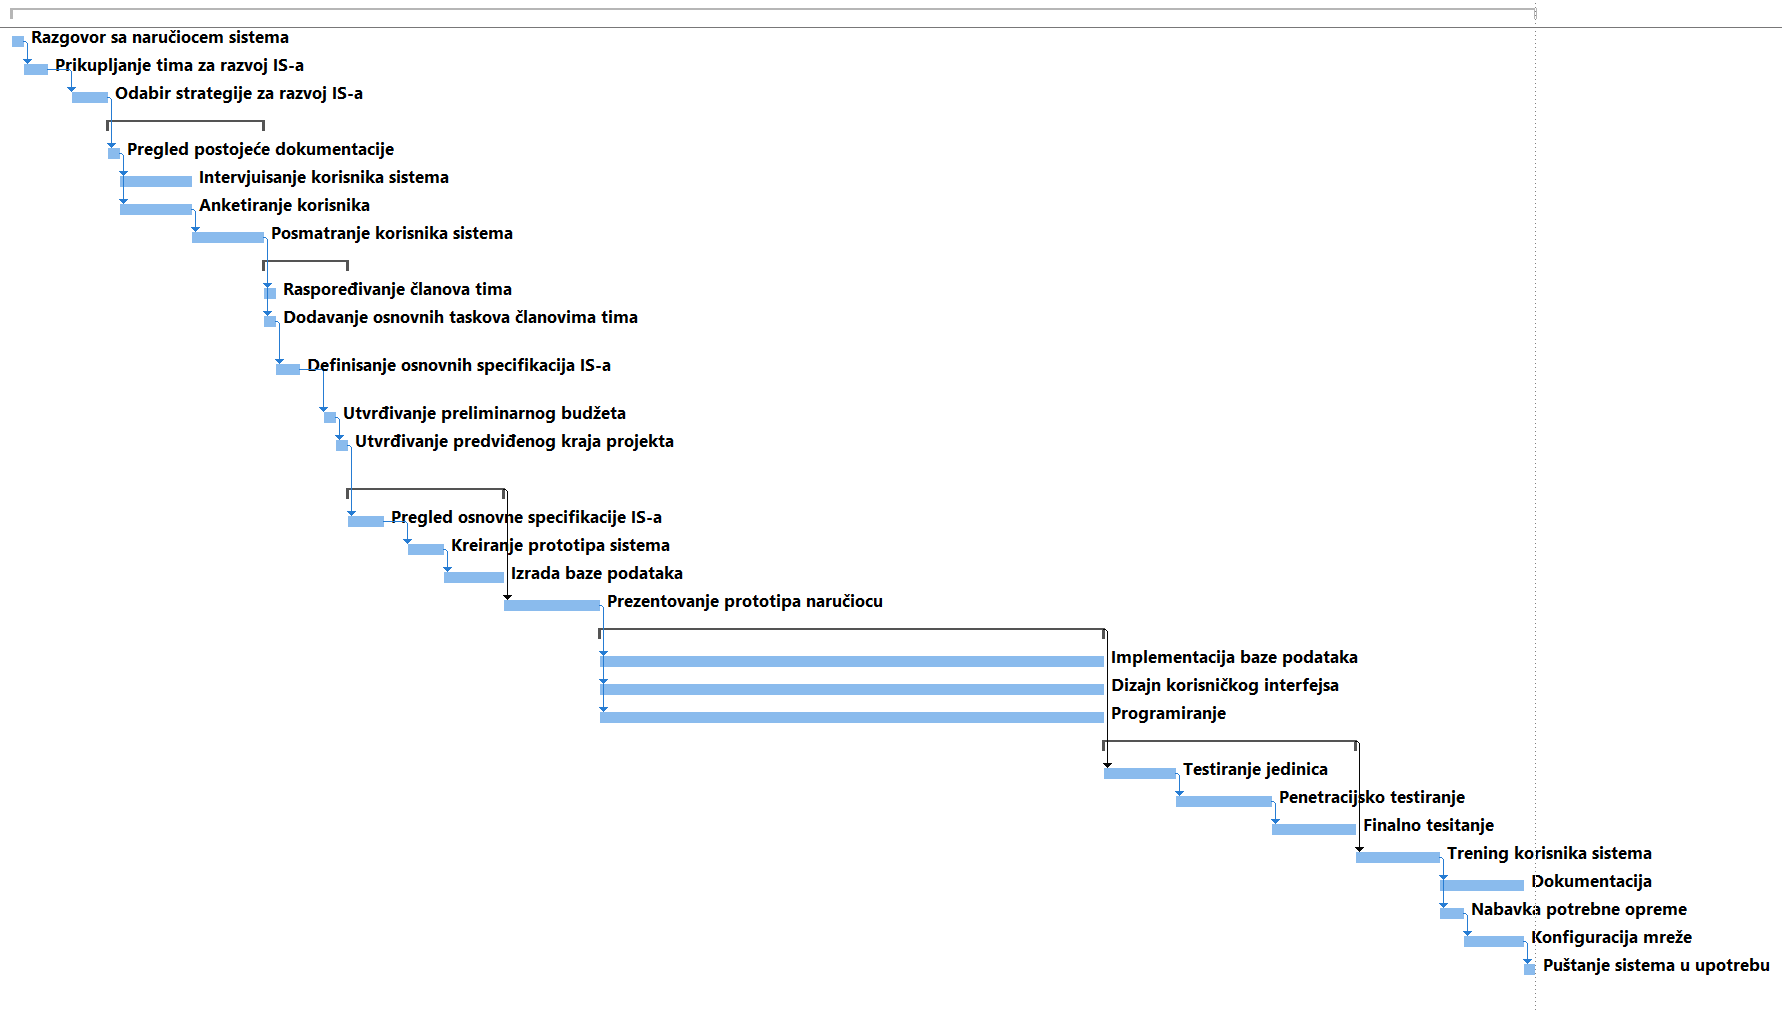 Razgovor sa naručiocem sistema
Prikupljanje tima za razvoj IS-a
Odabir strategije za razvoj IS-a
Pregled postojeće dokumentacije
Intervjuisanje korisnika sistema
Anketiranje korisnika
Posmatranje korisnika sistema
Raspoređivanje članova tima
Dodavanje osnovnih taskova članovima tima
Definisanje osnovnih specifikacija IS-a
Utvrđivanje preliminarnog budžeta
Utvrđivanje predviđenog kraja projekta
Pregled osnovne specifikacije IS-a
Kreiranje prototipa sistema
Izrada baze podataka
Prezentovanje prototipa naručiocu
Implementacija baze podataka
Dizajn korisničkog interfejsa
Programiranje
Testiranje jedinica
Penetracijsko testiranje
Finalno tesitanje
Trening korisnika sistema
Dokumentacija
Nabavka potrebne opreme
Konfiguracija mreže
Puštanje sistema u upotrebu